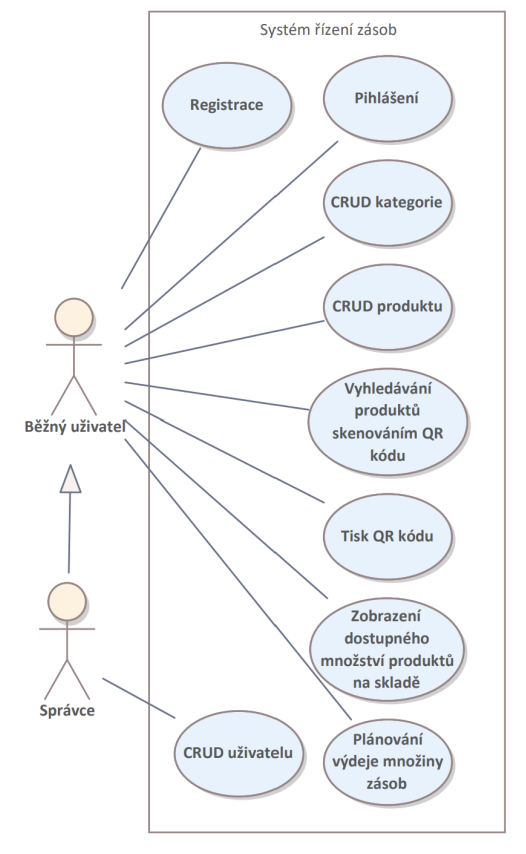 Systém řízení zásob
Registrace
Pihlášení
CRUD kategorie
CRUD produktu
Vyhledávání
produktů
skenováním QR
kódu
Běžný uživatel
Tisk QR kódu
Zobrazení
dostupného
množství produktů
na skladě
Správce
CRUD uživatelu
Plánování
výdeje množiny
zásob